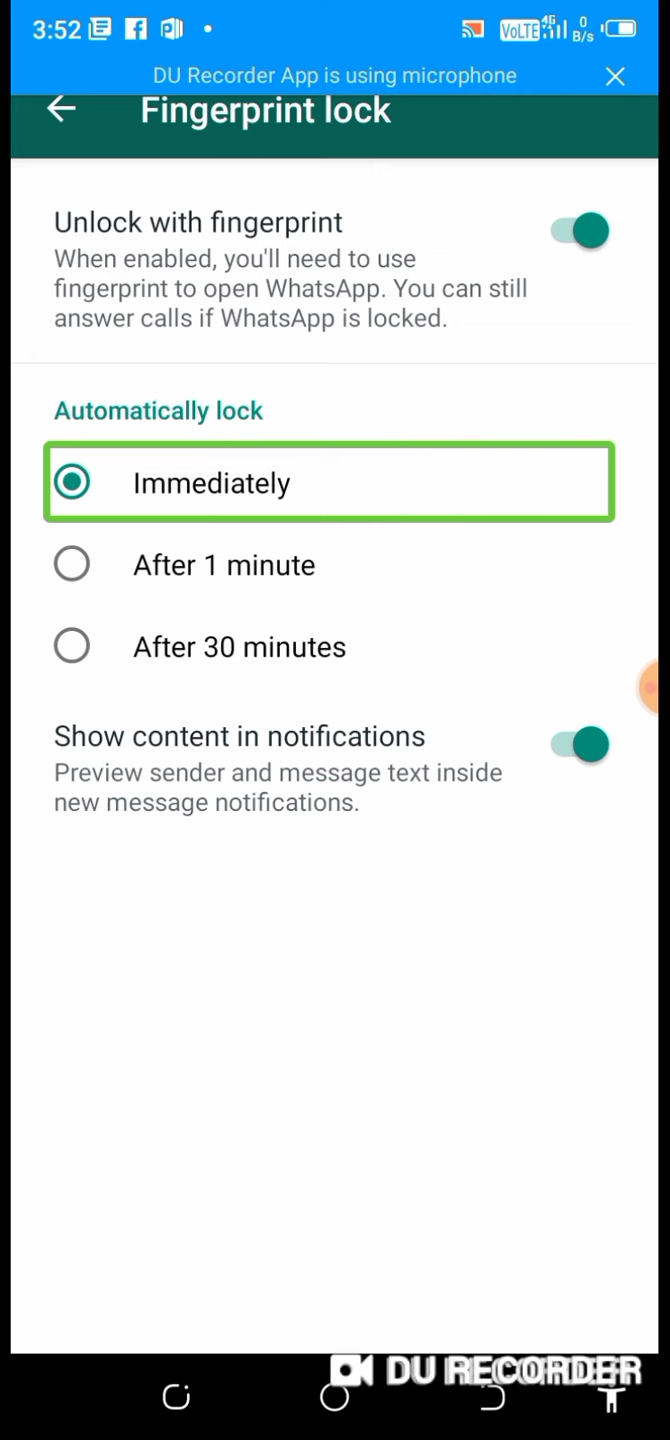 3:52
VoLTE 4G 0 B/s
DU Recorder App is using microphone
Fingerprint lock
Unlock with fingerprint
When enabled, you'll need to use
fingerprint to open WhatsApp. You can still
answer calls if WhatsApp is locked.
Automatically lock
Immediately
After 1 minute
After 30 minutes
Show content in notifications
Preview sender and message text inside
new message notifications.
DU RECORDER